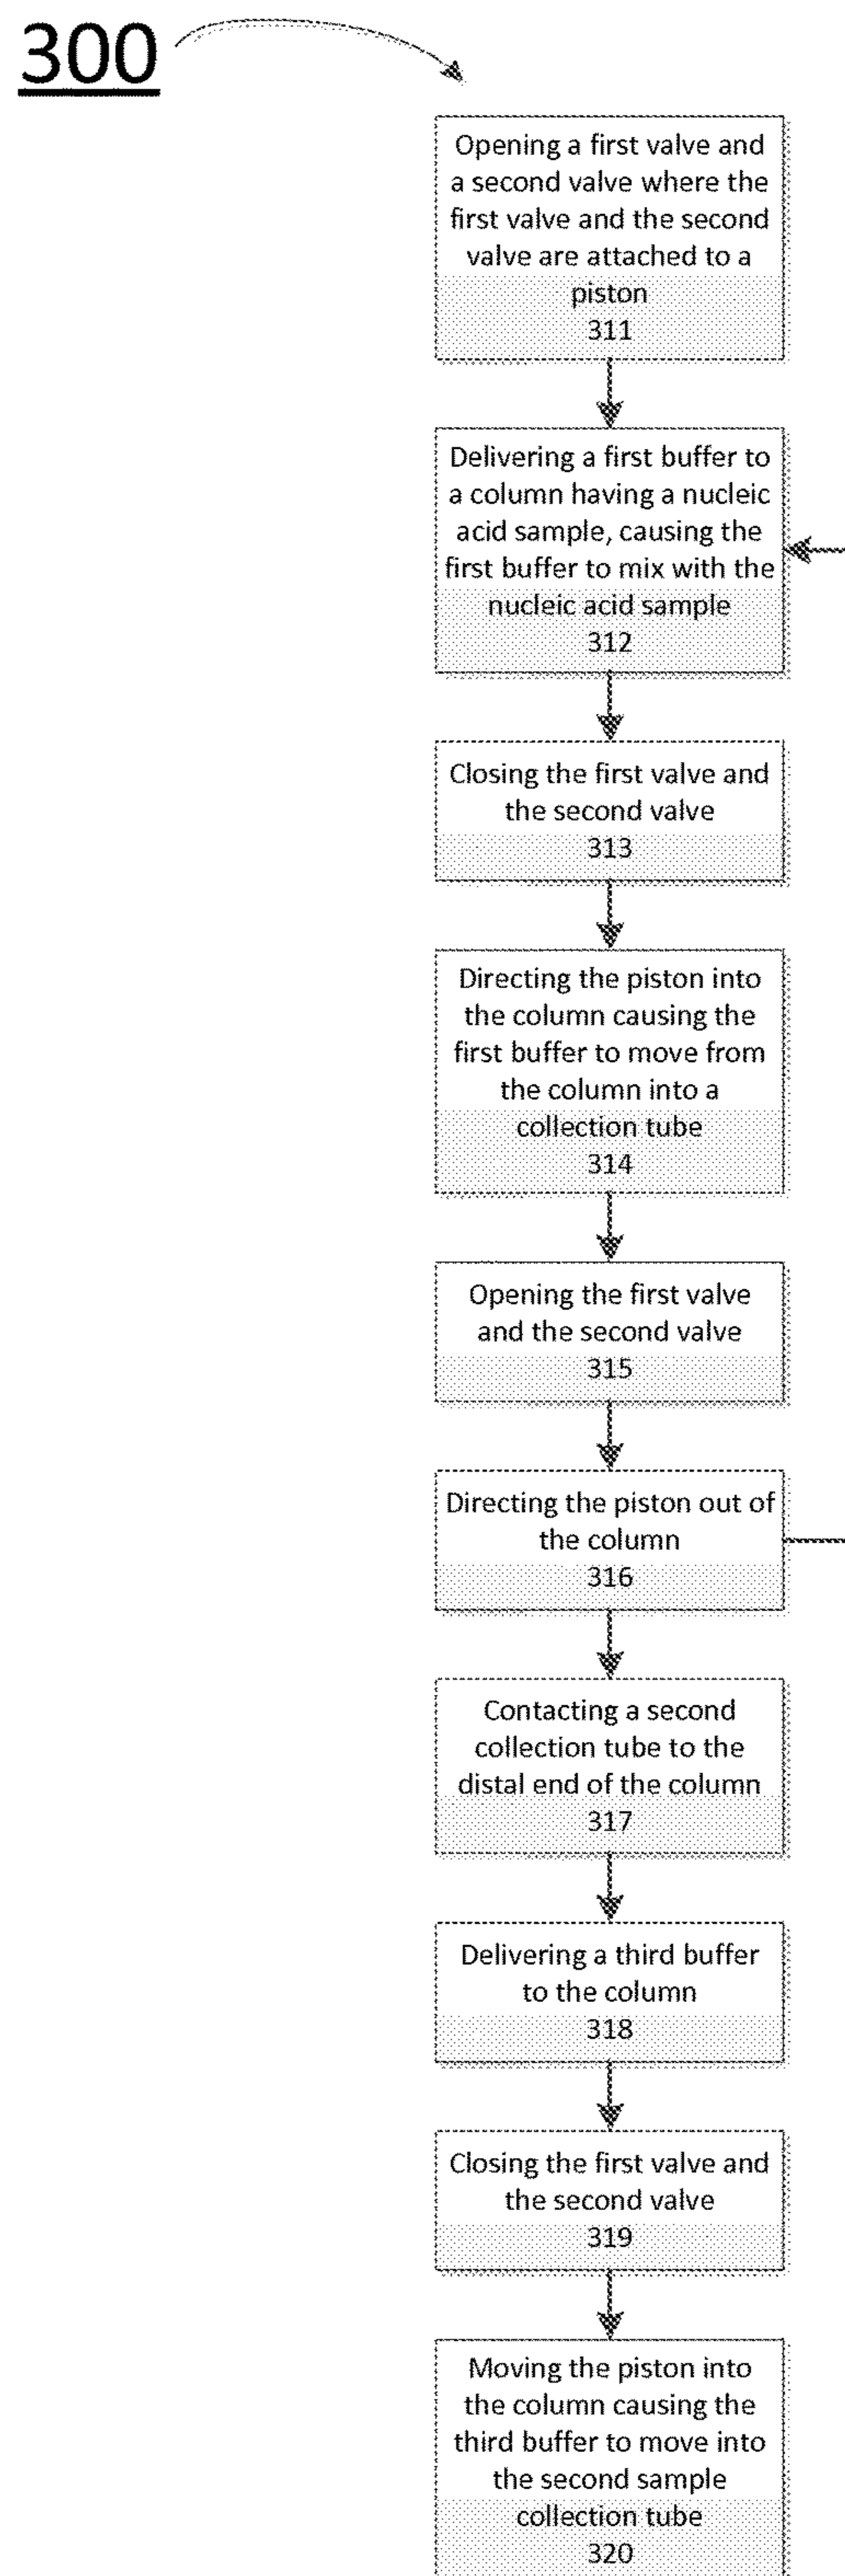 300
Opening a first valve and
a second valve where the
first valve and the second
valve are attached to a
piston
311
Delivering a first buffer to
a column having a nucleic
acid sample, causing the
first buffer to mix with the
nucleic acid sample
312
Closing the first valve and
the second valve
313
Directing the piston into
the column causing the
first buffer to move from
the column into a
collection tube
314
Opening the first valve
and the second valve
315
Directing the piston out of
the column
316
Contacting a second
collection tube to the
distal end of the column
317
Delivering a third buffer
to the column
318
Closing the first valve and
the second valve
319
Moving the piston into
the column causing the
third buffer to move into
the second sample
collection tube
320